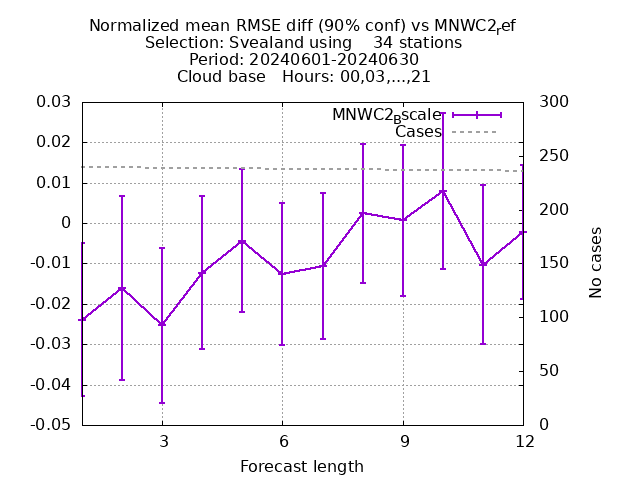 Normalized mean RMSE diff (90% conf) vs MNWC2ref
Selection: Svealand using    34 stations
Period: 20240601-20240630
Cloud base   Hours: 00,03,...,21
MNWC2Bscale
Cases
0.03
0.02
0.01
0
-0.01
-0.02
-0.03
-0.04
-0.05
300
250
200
150
100
50
0
No cases
3
6
9
12
Forecast length